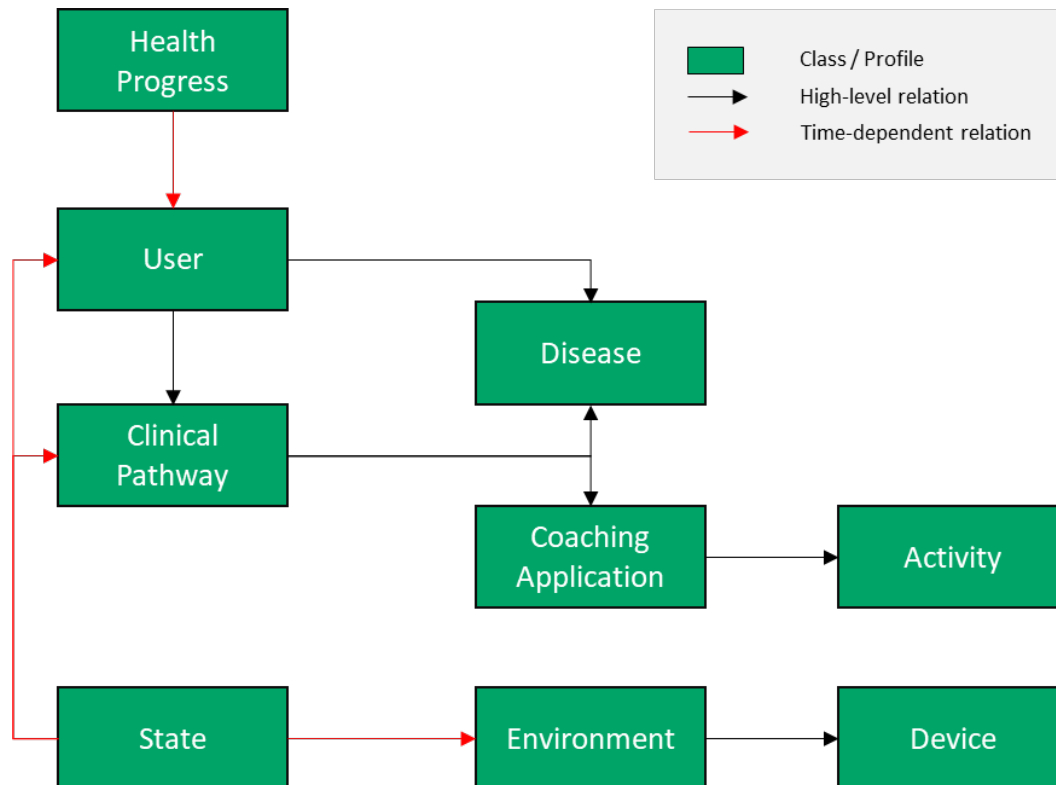 Health
Progress
Class / Profile
High-level relation
Time-dependent relation
User
Disease
Clinical
Pathway
Coaching
Application
Activity
State
Environment
Device